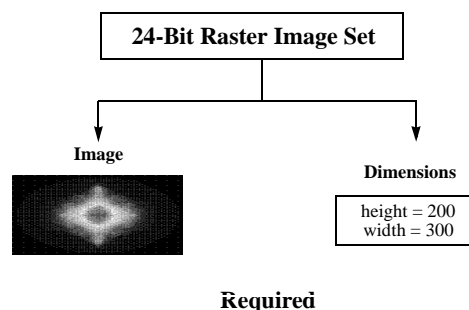 24-Bit Raster Image Set
Image
Dimensions
height = 200
width = 300
Required